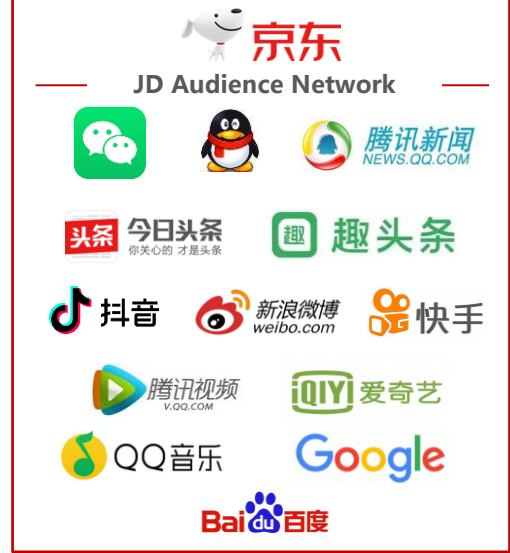 京东
JD Audience Network
腾讯新闻
NEWS.QQ.COM
头条 今日头条
你关心的 才是头条
趣 趣头条
抖音
新浪微博
weibo.com
快手
腾讯视频
V.QQ.COM
iQIYI 爱奇艺
QQ音乐
Google
Bai du 百度